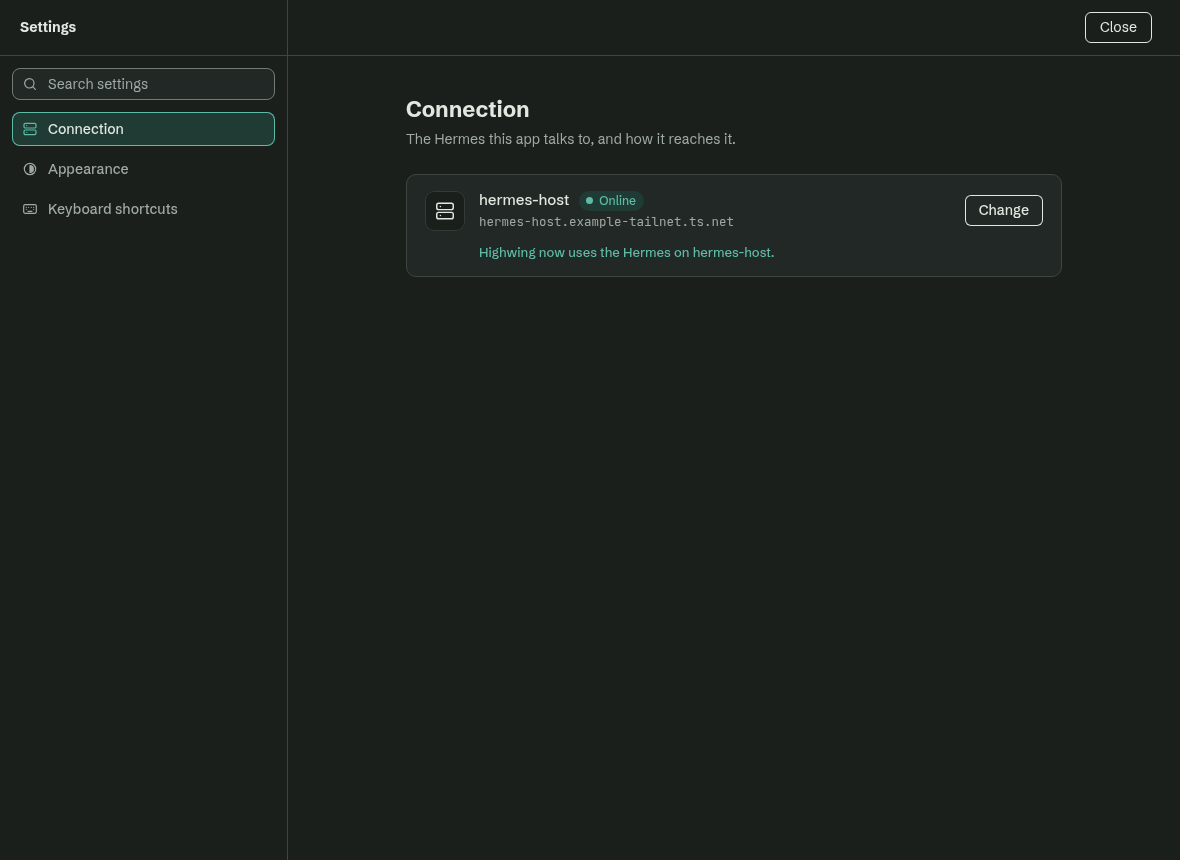 Settings
Close
Search settings
Connection
Appearance
Keyboard shortcuts
Connection
The Hermes this app talks to, and how it reaches it.
hermes-host
Online
hermes-host.example-tailnet.ts.net
Change
Highwing now uses the Hermes on hermes-host.